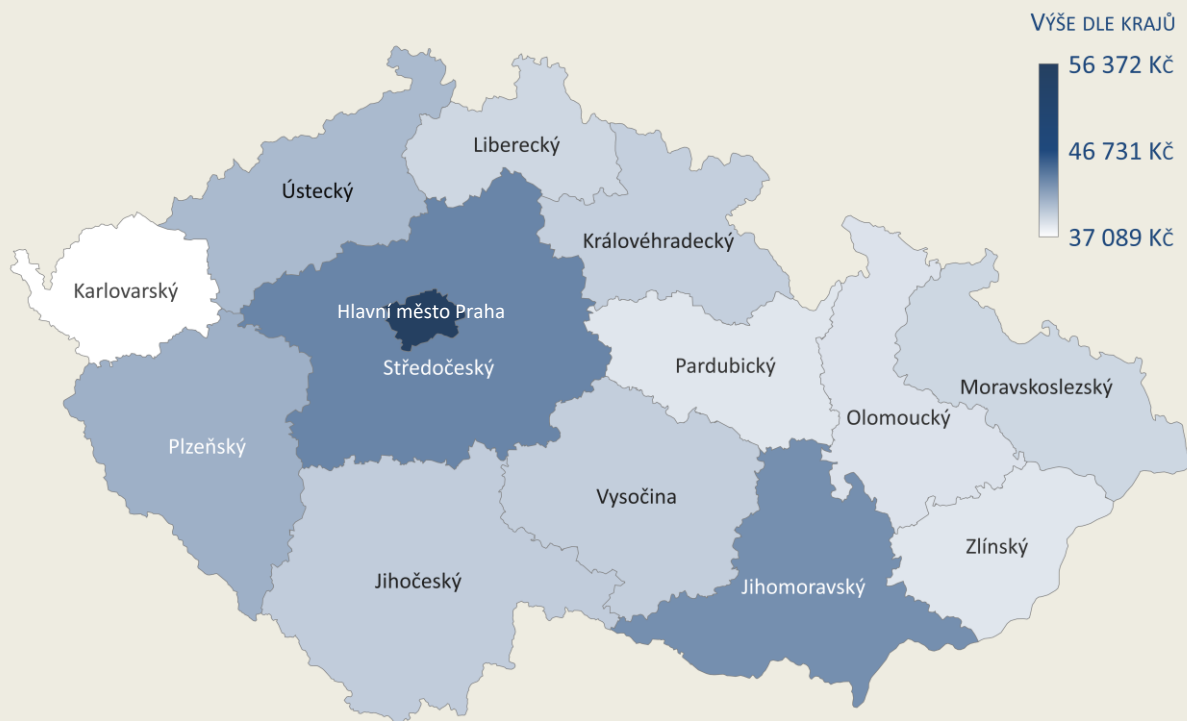 VÝŠE DLE KRAJŮ
56 372 Kč
46 731 Kč
37 089 Kč
Liberecký
Ústecký
Královéhradecký
Karlovarský
Hlavní město Praha
Středočeský
Pardubický
Moravskoslezský
Olomoucký
Plzeňský
Vysočina
Zlínský
Jihočeský
Jihomoravský